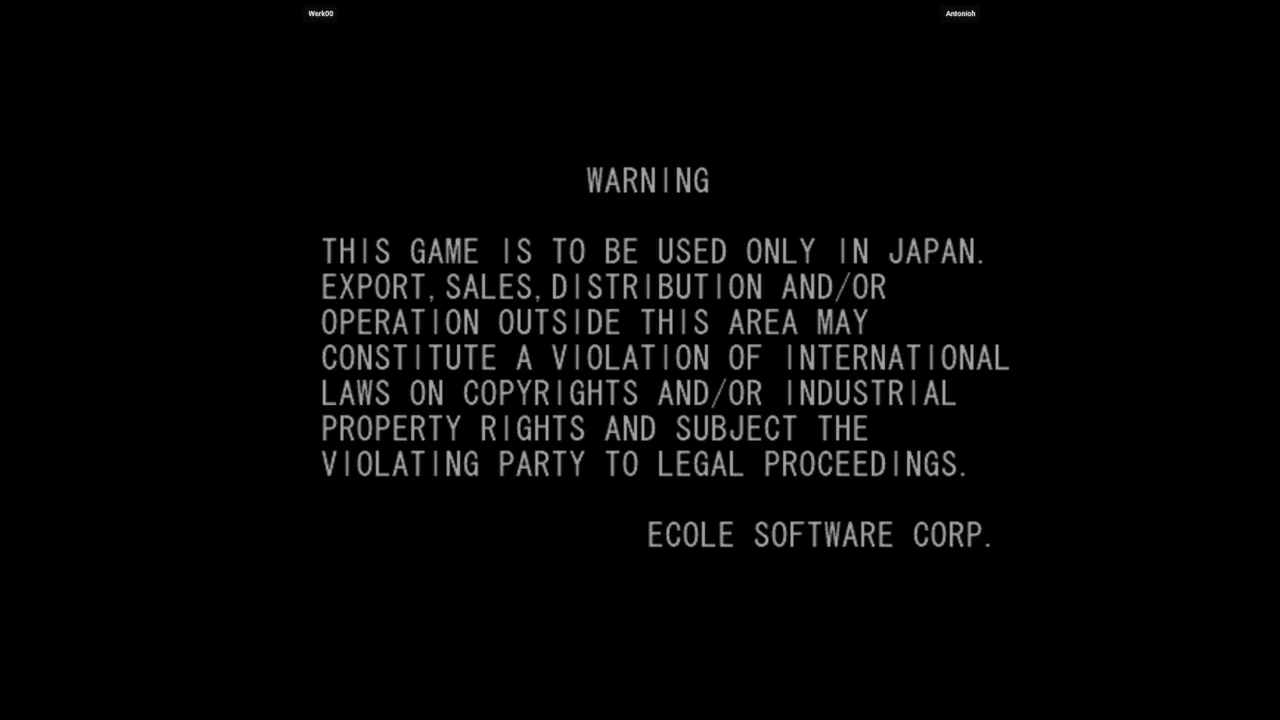 Werk00
Antonioh
WARNING
THIS GAME IS TO BE USED ONLY IN JAPAN.
EXPORT,SALES,DISTRIBUTION AND/OR
OPERATION OUTSIDE THIS AREA MAY
CONSTITUTE A VIOLATION OF INTERNATIONAL
LAWS ON COPYRIGHTS AND/OR INDUSTRIAL
PROPERTY RIGHTS AND SUBJECT THE
VIOLATING PARTY TO LEGAL PROCEEDINGS.
ECOLE SOFTWARE CORP.